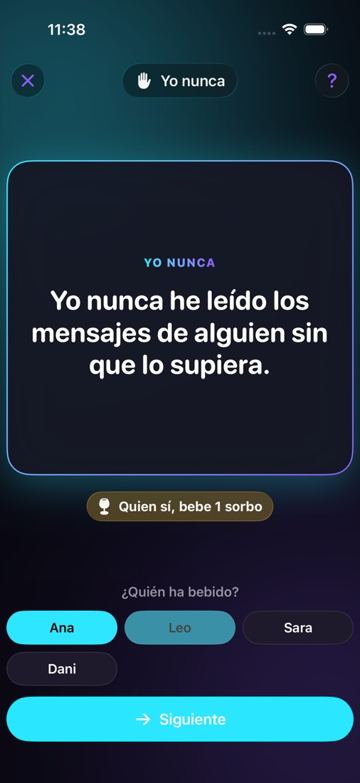 11:38
Yo nunca
?
YO NUNCA
Yo nunca he leído los
mensajes de alguien sin
que lo supiera.
Quien sí, bebe 1 sorbo
¿Quién ha bebido?
Ana Leo Sara
Dani
Siguiente